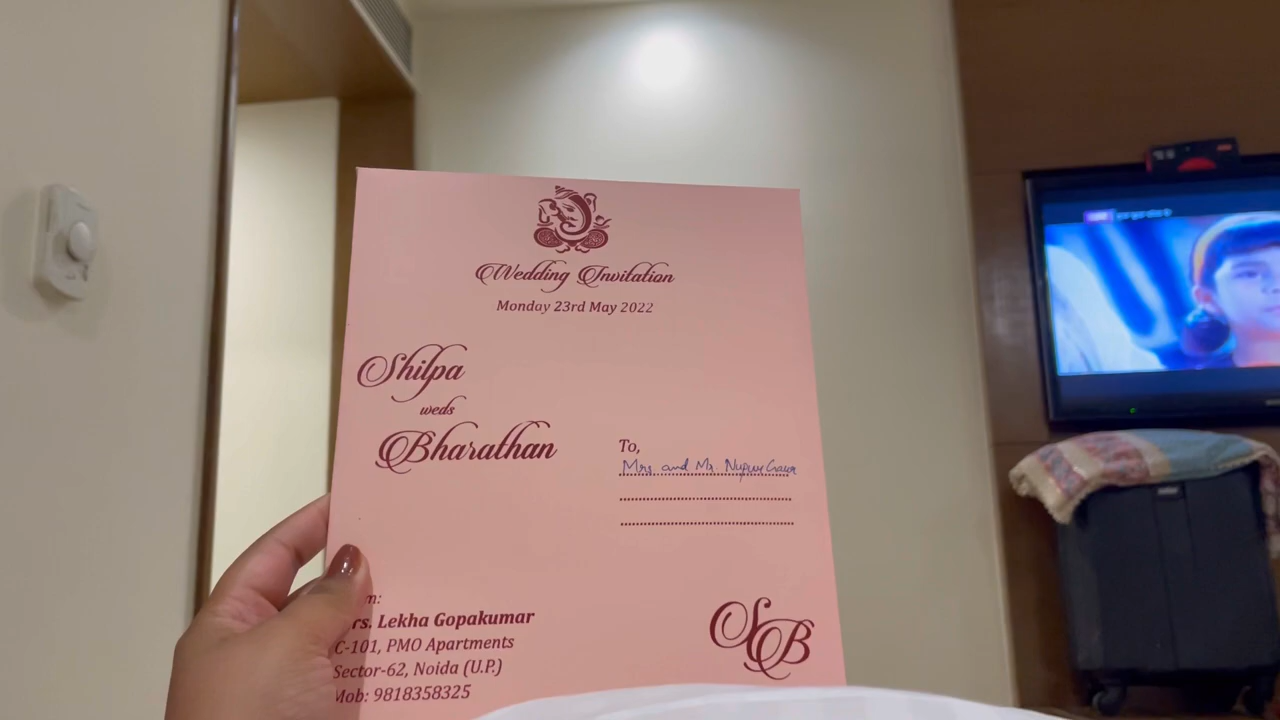 Wedding Invitation
Monday 23rd May 2022
Shilpa
weds
Bharathan
To,
Mrs and Mr. Nupur Gaur
m:
rs. Lekha Gopakumar
C-101, PMO Apartments
Sector-62, Noida (U.P.)
Mob: 9818358325
SB